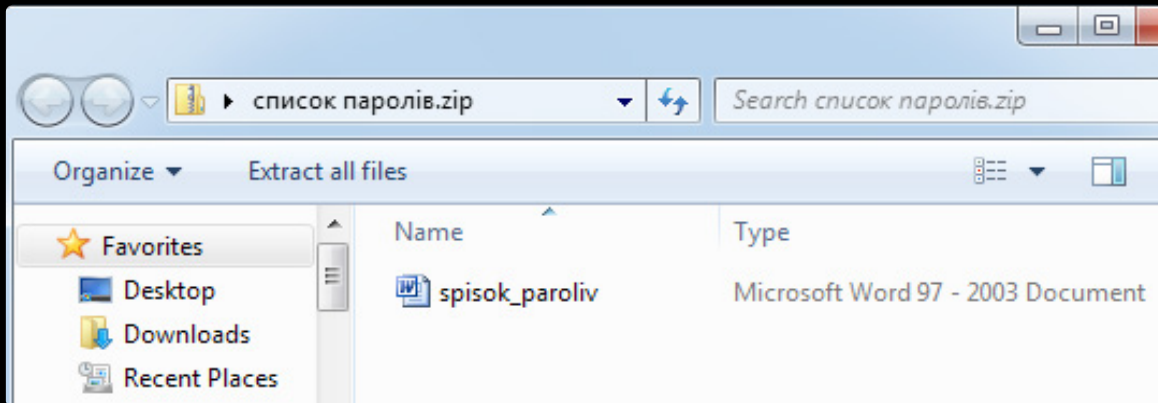 список паролів.zip
Search список паролів.zip
Organize
Extract all files
Favorites
Name
Type
Desktop
spisok_paroliv
Microsoft Word 97 - 2003 Document
Downloads
Recent Places